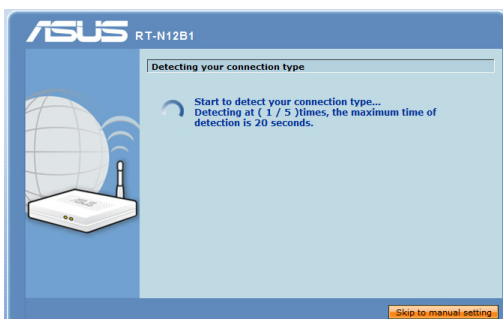 ASUS RT-N12B1
Detecting your connection type
Start to detect your connection type...
Detecting at ( 1 / 5 )times, the maximum time of
detection is 20 seconds.
ASUS
Skip to manual setting